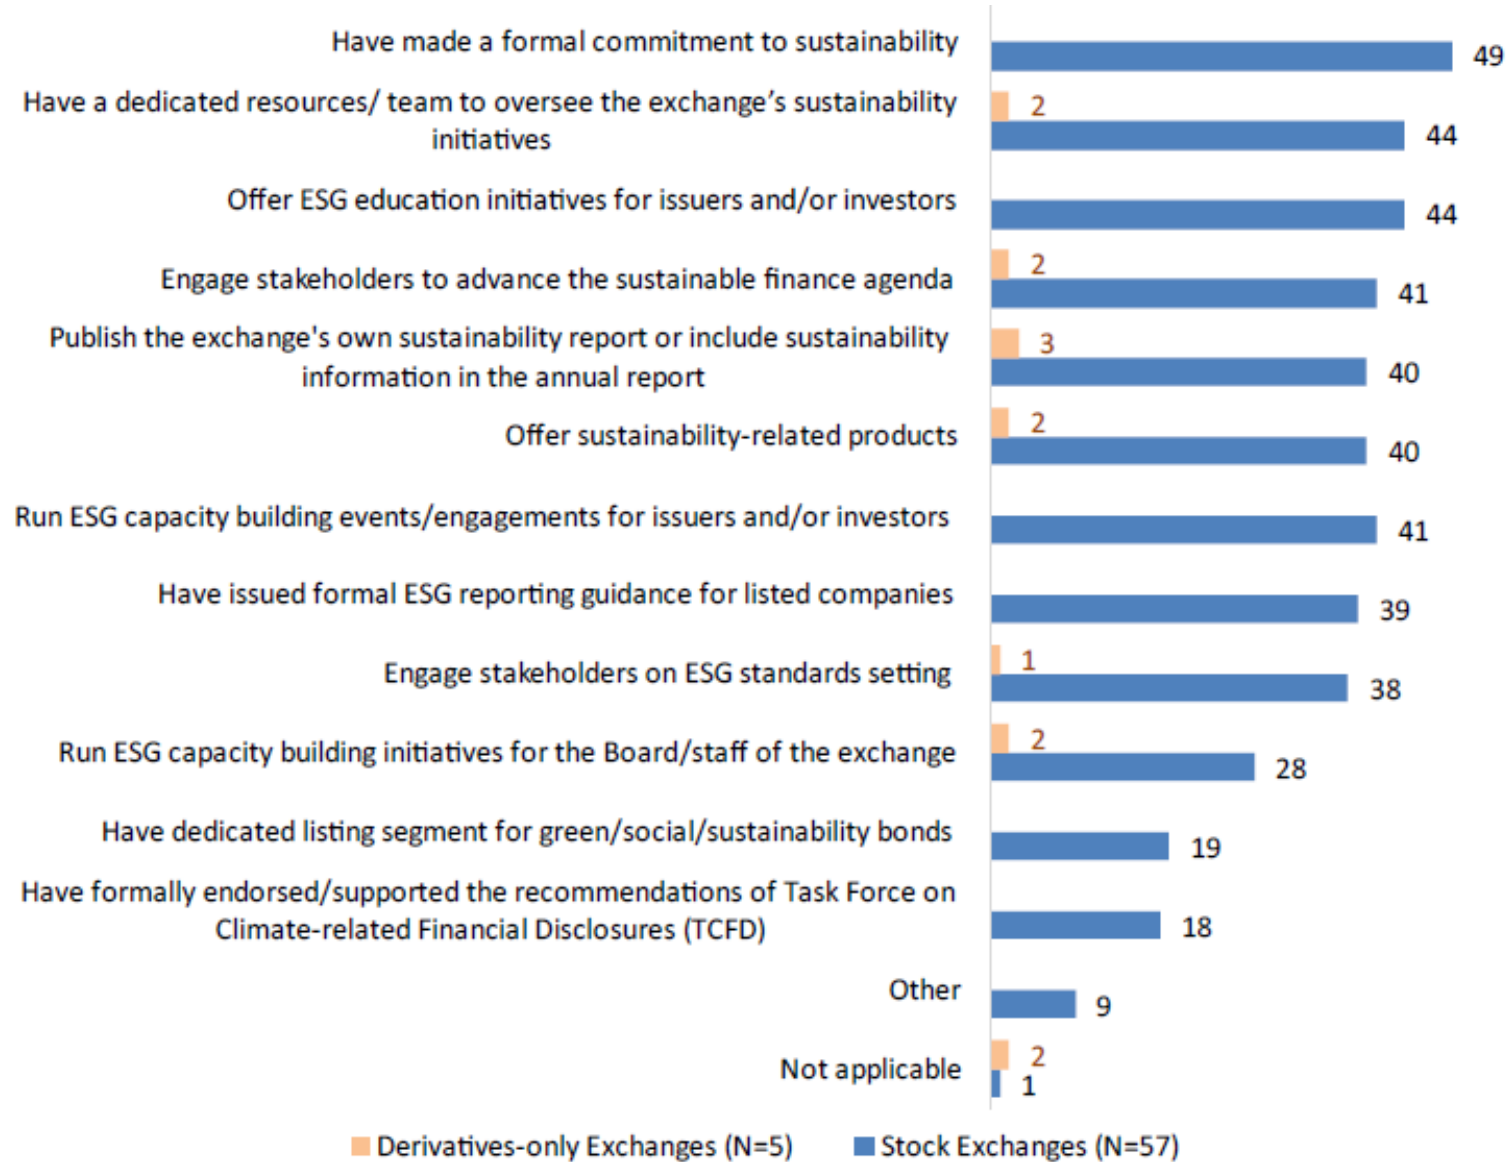 Have made a formal commitment to sustainability
49
Have a dedicated resources/ team to oversee the exchange’s sustainability
initiatives
2
44
Offer ESG education initiatives for issuers and/or investors
44
Engage stakeholders to advance the sustainable finance agenda
2
41
Publish the exchange's own sustainability report or include sustainability
information in the annual report
3
40
Offer sustainability-related products
2
40
Run ESG capacity building events/engagements for issuers and/or investors
41
Have issued formal ESG reporting guidance for listed companies
39
Engage stakeholders on ESG standards setting
1
38
Run ESG capacity building initiatives for the Board/staff of the exchange
2
28
Have dedicated listing segment for green/social/sustainability bonds
19
Have formally endorsed/supported the recommendations of Task Force on
Climate-related Financial Disclosures (TCFD)
18
Other
9
Not applicable
2
1
Derivatives-only Exchanges (N=5)
Stock Exchanges (N=57)